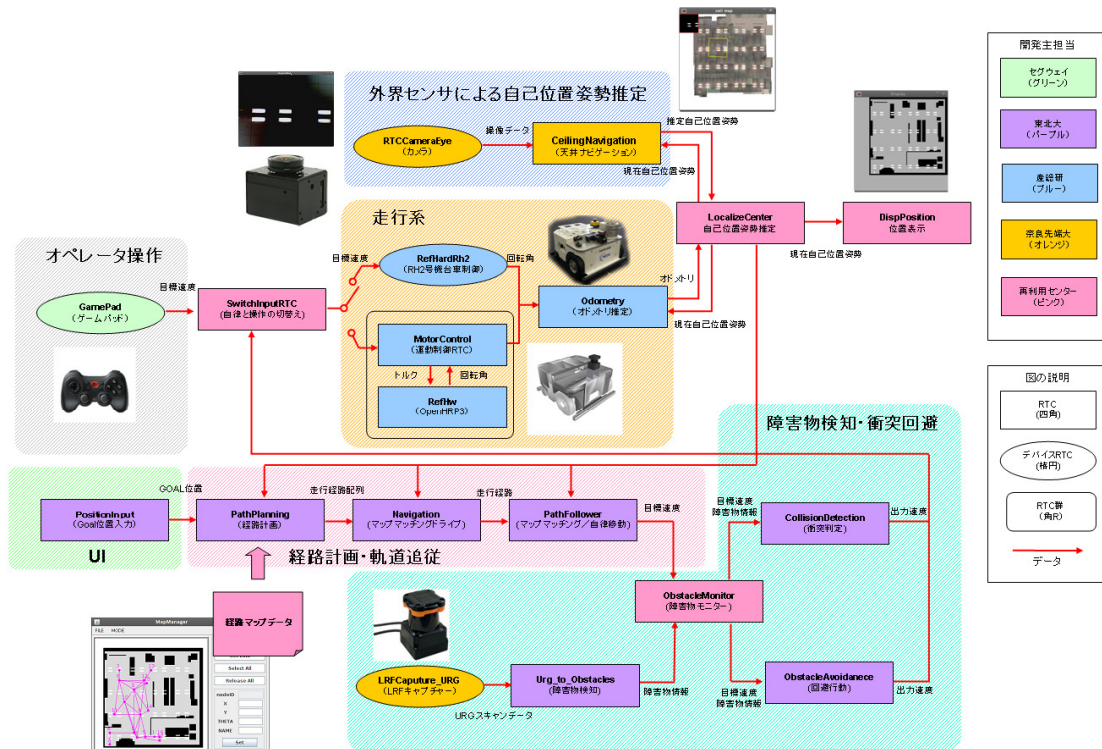 外界センサによる自己位置姿勢推定
RTCCameraEye
(カメラ)
撮像データ
CeilingNavigation
(天井ナビゲーション)
推定自己位置姿勢
現在自己位置姿勢
LocalizeCenter
自己位置姿勢推定
DispPosition
位置表示
現在自己位置姿勢
走行系
目標速度
RefHardRh2
(RH2号機台車制御)
回転角
Odometry
(オドメトリ推定)
オドメトリ
現在自己位置姿勢
MotorControl
(運動制御RTC)
トルク
回転角
RefHw
(OpenHRP3)
オペレータ操作
GamePad
(ゲームパッド)
目標速度
SwitchInputRTC
(自律と操作の切替え)
障害物検知・衝突回避
PositionInput
(Goal位置入力)
UI
GOAL位置
PathPlanning
(経路計画)
走行経路配列
Navigation
(マップマッチングドライブ)
走行経路
PathFollower
(マップマッチング/自律移動)
目標速度
経路計画・軌道追従
目標速度
障害物情報
CollisionDetection
(衝突判定)
出力速度
ObstacleMonitor
(障害物モニター)
LRFCaputure_URG
(LRFキャプチャー)
URGスキャンデータ
Urg_to_Obstacles
(障害物検知)
障害物情報
目標速度
障害物情報
ObstacleAvoidanece
(回避行動)
出力速度
経路マップデータ
MapManager
FILE MODE
Select All
Release All
nodeID
X
Y
THETA
NAME
Set
開発主担当
セグウェイ
(グリーン)
東北大
(パープル)
産総研
(ブルー)
奈良先端大
(オレンジ)
再利用センター
(ピンク)
図の説明
RTC
(四角)
デバイスRTC
(楕円)
RTC群
(角R)
データ